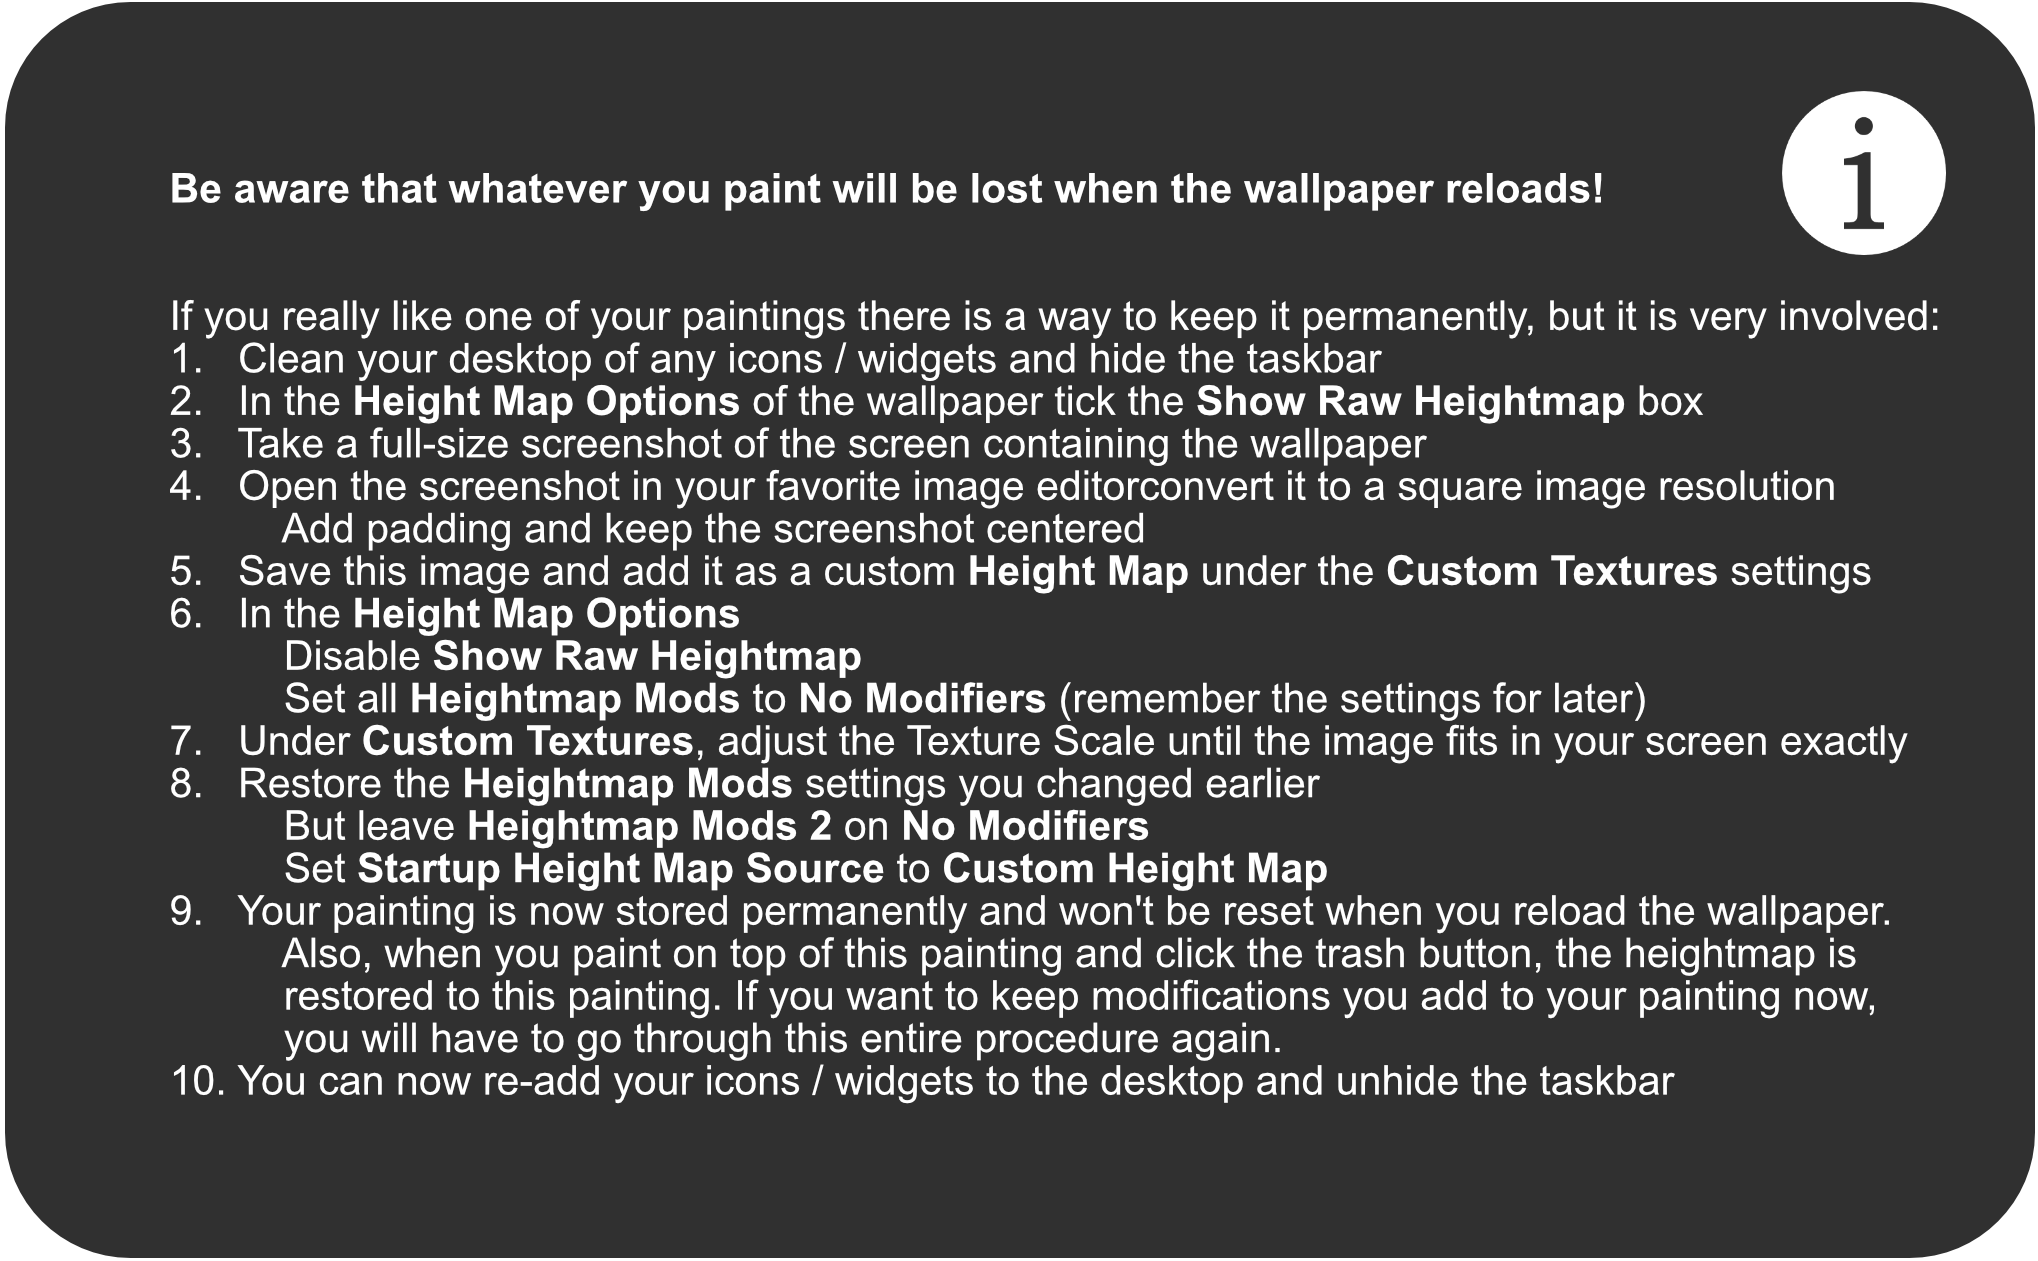 i
Be aware that whatever you paint will be lost when the wallpaper reloads!
If you really like one of your paintings there is a way to keep it permanently, but it is very involved:
1. Clean your desktop of any icons / widgets and hide the taskbar
2. In the Height Map Options of the wallpaper tick the Show Raw Heightmap box
3. Take a full-size screenshot of the screen containing the wallpaper
4. Open the screenshot in your favorite image editorconvert it to a square image resolution
Add padding and keep the screenshot centered
5. Save this image and add it as a custom Height Map under the Custom Textures settings
6. In the Height Map Options
Disable Show Raw Heightmap
Set all Heightmap Mods to No Modifiers (remember the settings for later)
7. Under Custom Textures, adjust the Texture Scale until the image fits in your screen exactly
8. Restore the Heightmap Mods settings you changed earlier
But leave Heightmap Mods 2 on No Modifiers
Set Startup Height Map Source to Custom Height Map
9. Your painting is now stored permanently and won't be reset when you reload the wallpaper.
Also, when you paint on top of this painting and click the trash button, the heightmap is
restored to this painting. If you want to keep modifications you add to your painting now,
you will have to go through this entire procedure again.
10. You can now re-add your icons / widgets to the desktop and unhide the taskbar